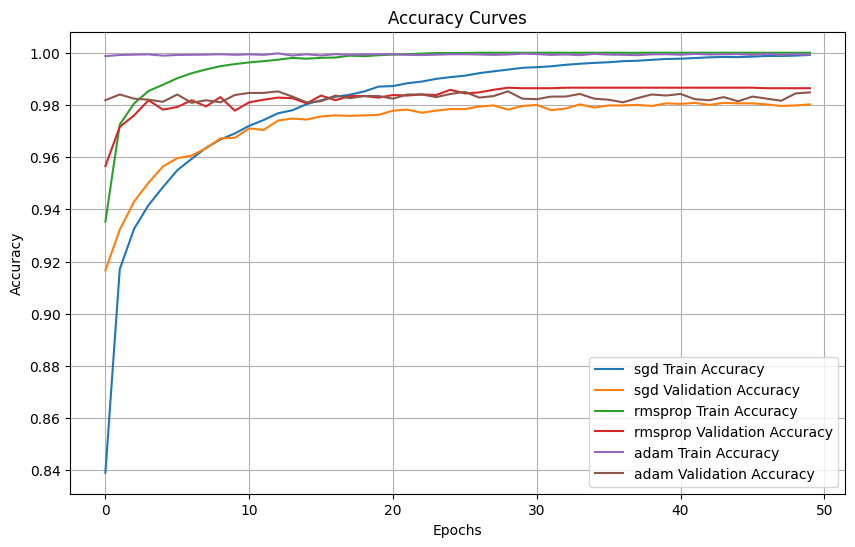 Accuracy Curves
1.00
0.98
0.96
0.94
0.92
0.90
0.88
0.86
0.84
Accuracy
0 10 20 30 40 50
Epochs
sgd Train Accuracy
sgd Validation Accuracy
rmsprop Train Accuracy
rmsprop Validation Accuracy
adam Train Accuracy
adam Validation Accuracy